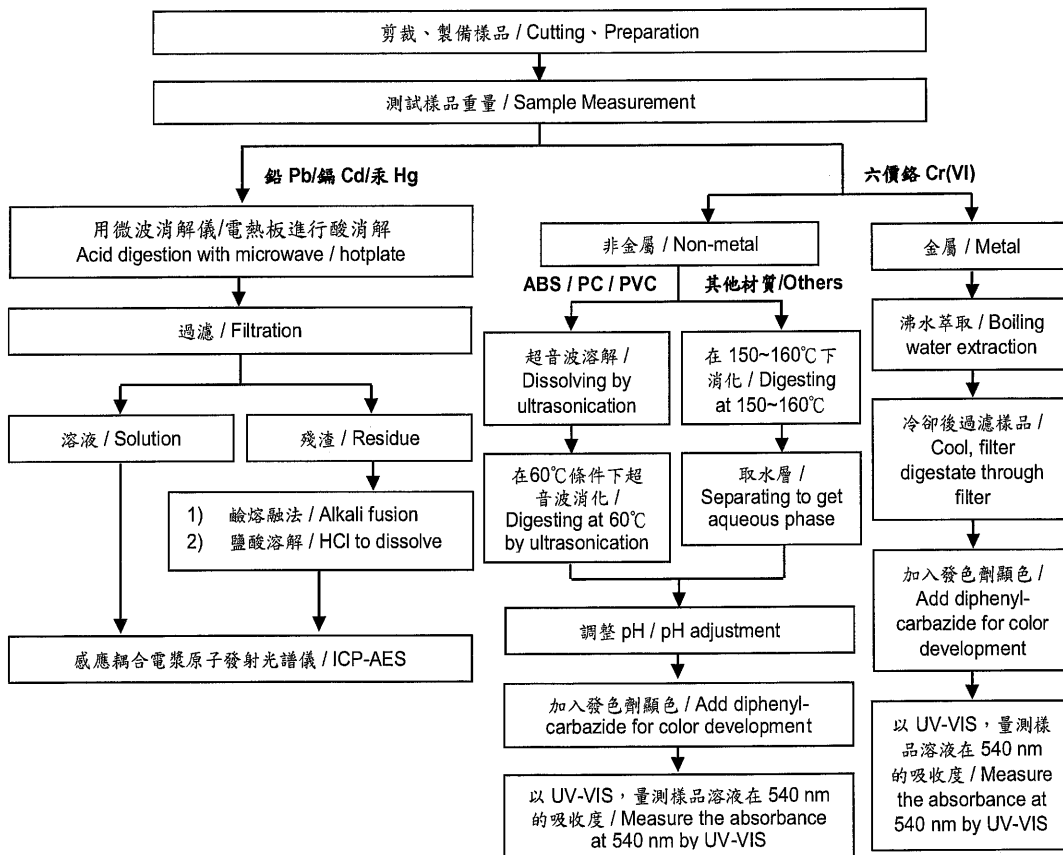 剪裁、製備樣品 / Cutting、Preparation
測試樣品重量 / Sample Measurement
鉛 Pb/鎘 Cd/汞 Hg
用微波消解儀/電熱板進行酸消解
Acid digestion with microwave / hotplate
過濾 / Filtration
溶液 / Solution
殘渣 / Residue
1) 鹼熔融法 / Alkali fusion
2) 鹽酸溶解 / HCl to dissolve
感應耦合電漿原子發射光譜儀 / ICP-AES
六價鉻 Cr(VI)
非金屬 / Non-metal
ABS / PC / PVC
超音波溶解 /
Dissolving by
ultrasonication
在60℃條件下超
音波消化 /
Digesting at 60℃
by ultrasonication
其他材質/Others
在 150~160℃下
消化 / Digesting
at 150~160℃
取水層 /
Separating to get
aqueous phase
調整 pH / pH adjustment
加入發色劑顯色 / Add diphenyl-
carbazide for color development
以 UV-VIS，量測樣品溶液在 540 nm
的吸收度 / Measure the absorbance
at 540 nm by UV-VIS
金屬 / Metal
沸水萃取 / Boiling
water extraction
冷卻後過濾樣品 /
Cool, filter
digestate through
filter
加入發色劑顯色 /
Add diphenyl-
carbazide for color
development
以 UV-VIS，量測樣
品溶液在 540 nm
的吸收度 / Measure
the absorbance at
540 nm by UV-VIS